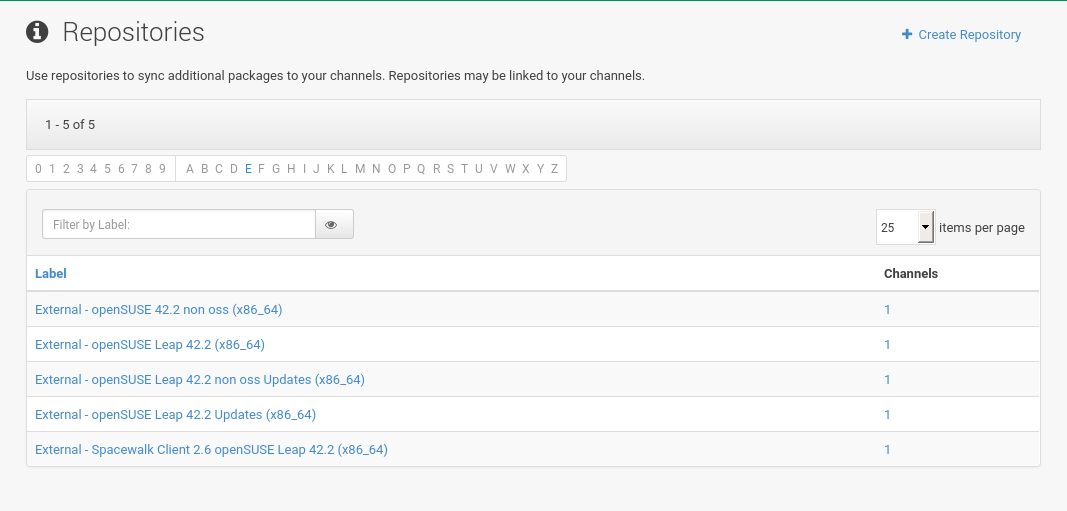 Repositories
Create Repository
Use repositories to sync additional packages to your channels. Repositories may be linked to your channels.
1 - 5 of 5
0 1 2 3 4 5 6 7 8 9 A B C D E F G H I J K L M N O P Q R S T U V W X Y Z
Filter by Label:
25 items per page
Label Channels
External - openSUSE 42.2 non oss (x86_64) 1
External - openSUSE Leap 42.2 (x86_64) 1
External - openSUSE Leap 42.2 non oss Updates (x86_64) 1
External - openSUSE Leap 42.2 Updates (x86_64) 1
External - Spacewalk Client 2.6 openSUSE Leap 42.2 (x86_64) 1